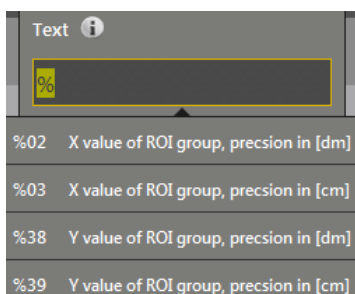 Text i
%
%02 X value of ROI group, precsion in [dm]
%03 X value of ROI group, precsion in [cm]
%38 Y value of ROI group, precsion in [dm]
%39 Y value of ROI group, precsion in [cm]